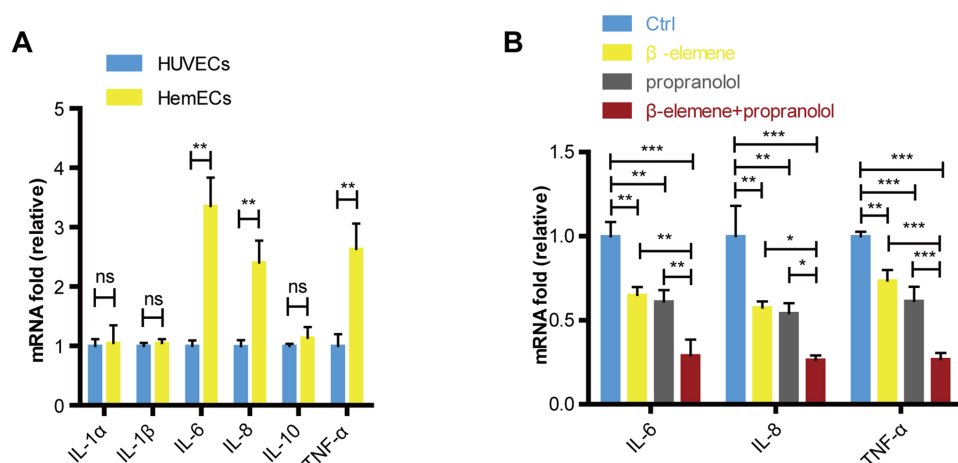 A
HUVECs
HemECs
mRNA fold (relative)
5
4
3
2
1
0
ns
ns
**
**
ns
**
IL-1α
IL-1β
IL-6
IL-8
IL-10
TNF-α
B
Ctrl
β -elemene
propranolol
β-elemene+propranolol
mRNA fold (relative)
1.5
1.0
0.5
0.0
***
**
**
**
**
***
**
**
*
*
***
***
**
***
***
IL-6
IL-8
TNF-α